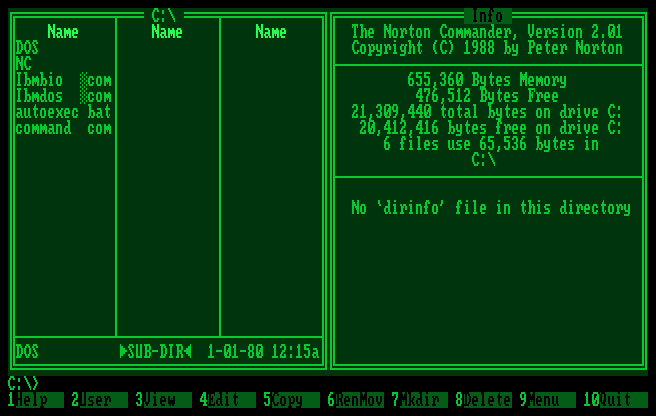 C:\
Name Name Name
DOS
NC
Ibmbio ░com
Ibmdos ░com
autoexec bat
command com
DOS ►SUB-DIR◄ 1-01-80 12:15a
Info
The Norton Commander, Version 2.01
Copyright (C) 1988 by Peter Norton
655,360 Bytes Memory
476,512 Bytes Free
21,309,440 total bytes on drive C:
20,412,416 bytes free on drive C:
6 files use 65,536 bytes in
C:\
No 'dirinfo' file in this directory
C:\>
1Help 2User 3View 4Edit 5Copy 6RenMov 7Mkdir 8Delete 9Menu 10Quit